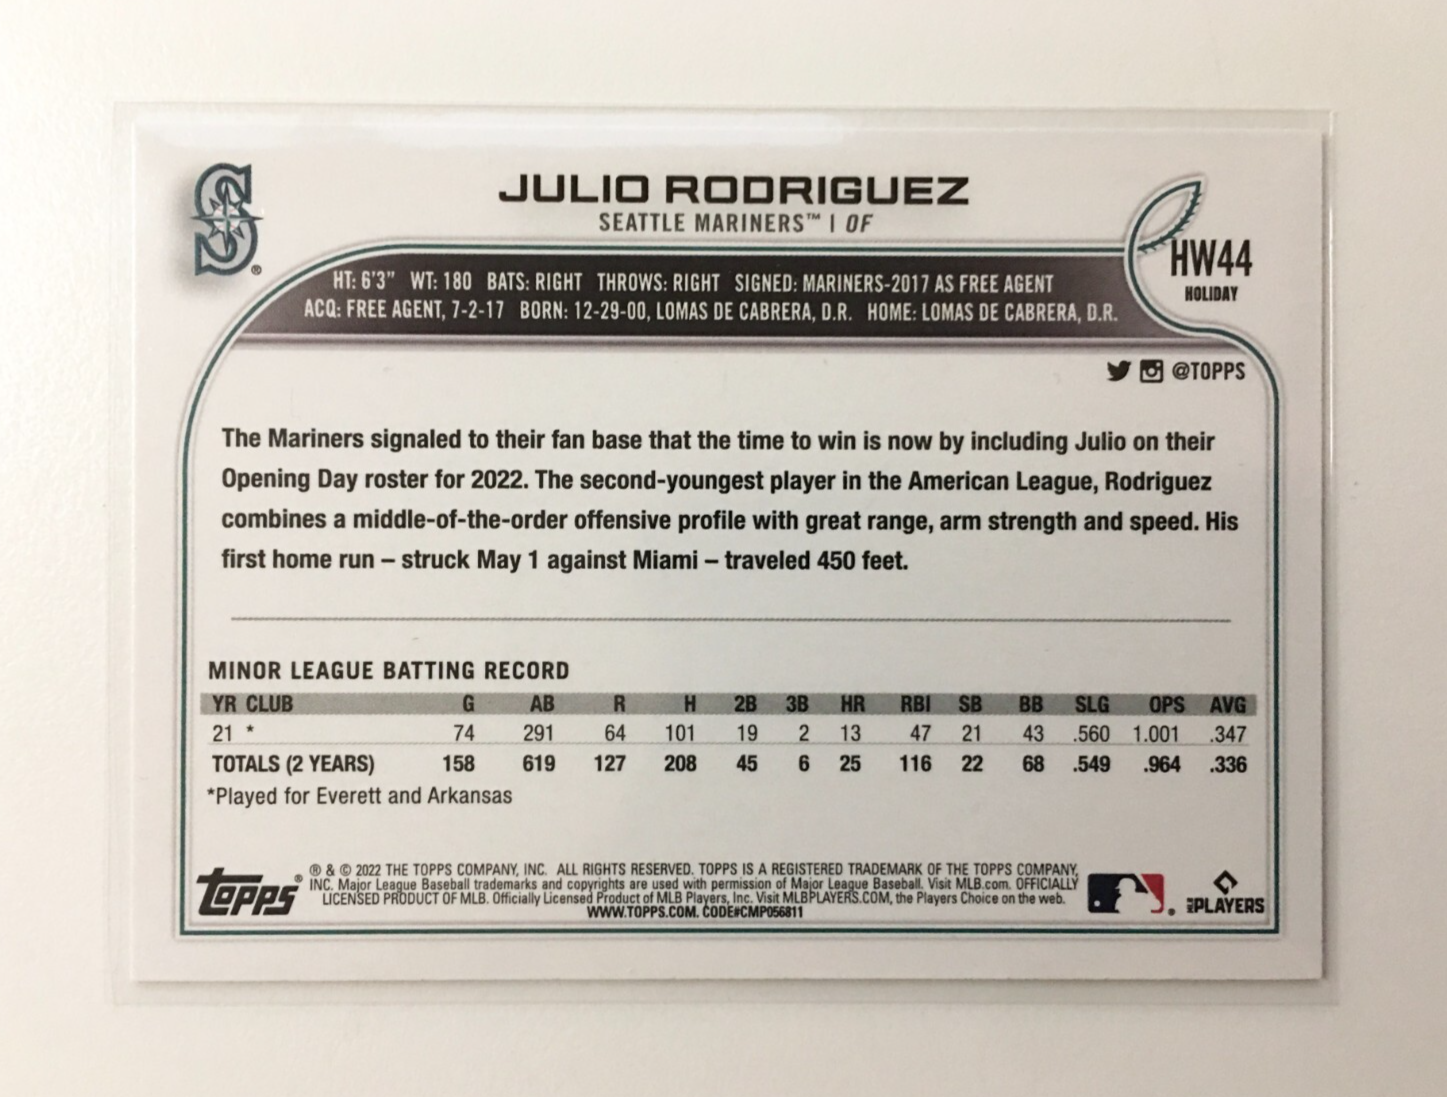 S®
JULIO RODRIGUEZ
SEATTLE MARINERS™ | OF
HW44
HOLIDAY
HT: 6'3" WT: 180 BATS: RIGHT THROWS: RIGHT SIGNED: MARINERS-2017 AS FREE AGENT
ACQ: FREE AGENT, 7-2-17 BORN: 12-29-00, LOMAS DE CABRERA, D.R. HOME: LOMAS DE CABRERA, D.R.
@TOPPS
The Mariners signaled to their fan base that the time to win is now by including Julio on their
Opening Day roster for 2022. The second-youngest player in the American League, Rodriguez
combines a middle-of-the-order offensive profile with great range, arm strength and speed. His
first home run – struck May 1 against Miami – traveled 450 feet.
MINOR LEAGUE BATTING RECORD
YR CLUB G AB R H 2B 3B HR RBI SB BB SLG OPS AVG
21 * 74 291 64 101 19 2 13 47 21 43 .560 1.001 .347
TOTALS (2 YEARS) 158 619 127 208 45 6 25 116 22 68 .549 .964 .336
*Played for Everett and Arkansas
topps®
® & © 2022 THE TOPPS COMPANY, INC. ALL RIGHTS RESERVED. TOPPS IS A REGISTERED TRADEMARK OF THE TOPPS COMPANY,
INC. Major League Baseball trademarks and copyrights are used with permission of Major League Baseball. Visit MLB.com. OFFICIALLY
LICENSED PRODUCT OF MLB. Officially Licensed Product of MLB Players, Inc. Visit MLBPLAYERS.COM, the Players Choice on the web.
WWW.TOPPS.COM. CODE#CMP056811
MLB PLAYERS